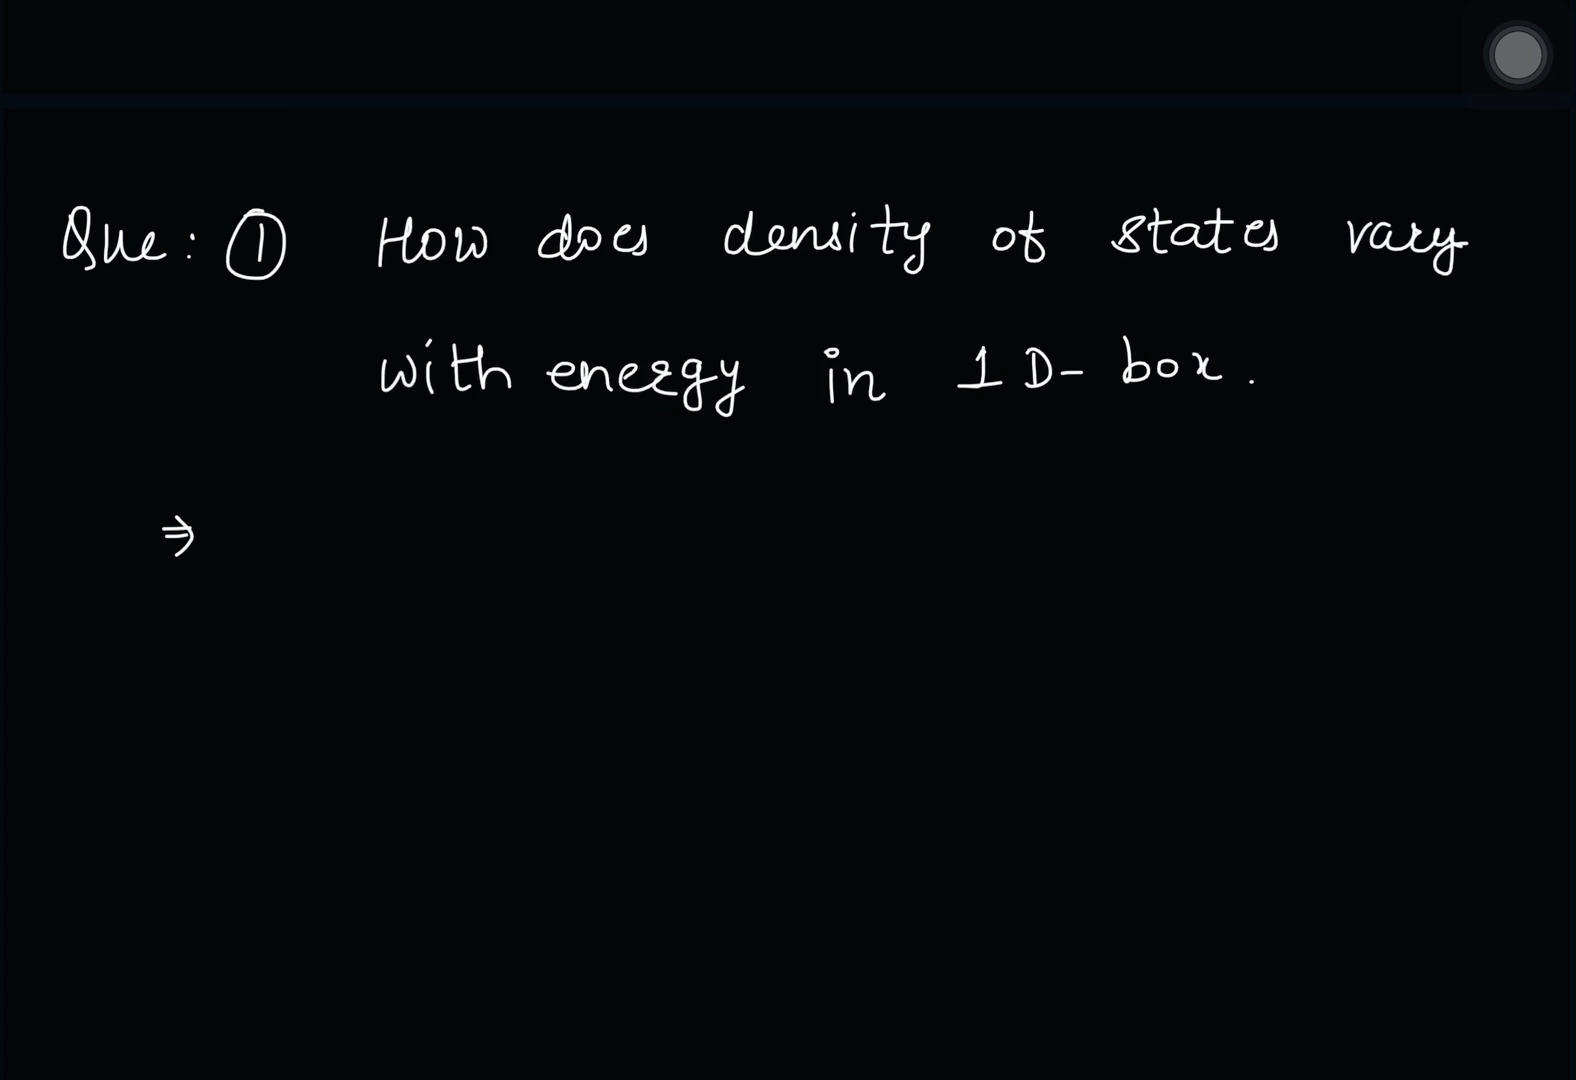 Que: ① How does density of states vary
with energy in 1D- box.
⇒